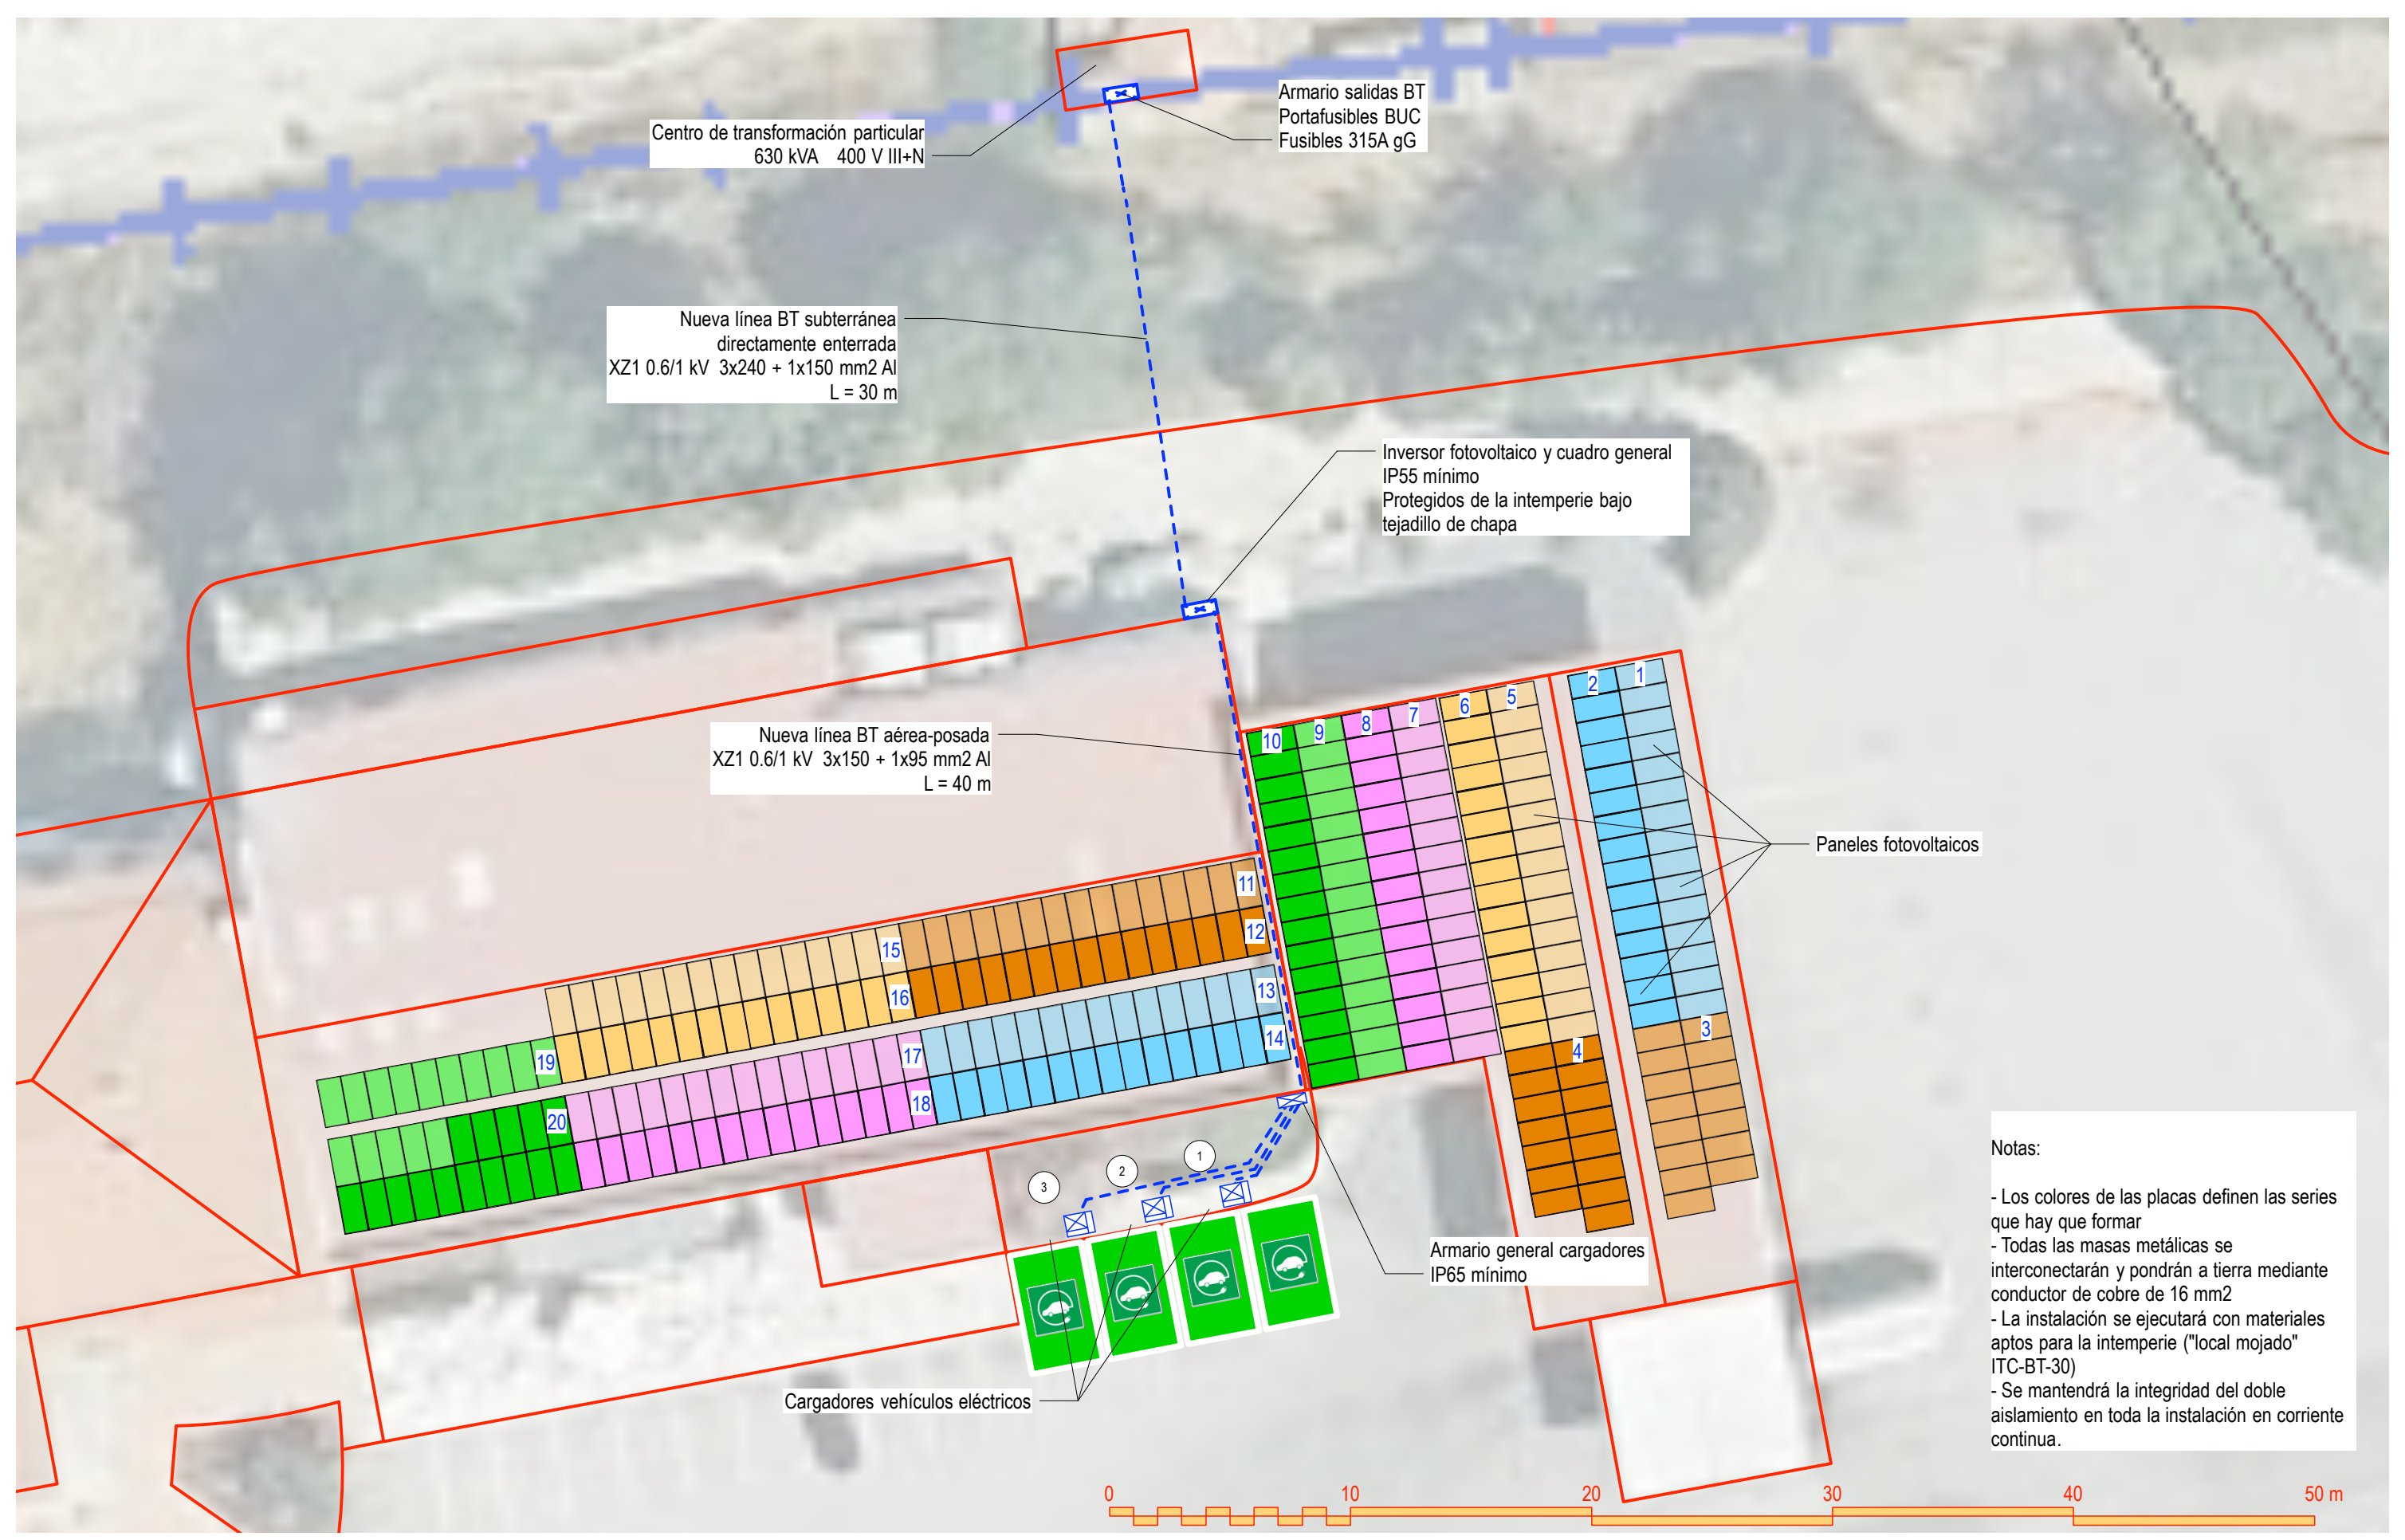 Armario salidas BT
Portafusibles BUC
Fusibles 315A gG
Centro de transformación particular
630 kVA 400 V III+N
Nueva línea BT subterránea
directamente enterrada
XZ1 0.6/1 kV 3x240 + 1x150 mm2 Al
L = 30 m
Inversor fotovoltaico y cuadro general
IP55 mínimo
Protegidos de la intemperie bajo
tejadillo de chapa
Nueva línea BT aérea-posada
XZ1 0.6/1 kV 3x150 + 1x95 mm2 Al
L = 40 m
10
9
8
7
6
5
2
1
Paneles fotovoltaicos
11
12
15
16
13
14
17
18
19
20
4
3
1
2
3
Armario general cargadores
IP65 mínimo
Cargadores vehículos eléctricos
Notas:
- Los colores de las placas definen las series
que hay que formar
- Todas las masas metálicas se
interconectarán y pondrán a tierra mediante
conductor de cobre de 16 mm2
- La instalación se ejecutará con materiales
aptos para la intemperie ("local mojado"
ITC-BT-30)
- Se mantendrá la integridad del doble
aislamiento en toda la instalación en corriente
continua.
0 10 20 30 40 50 m